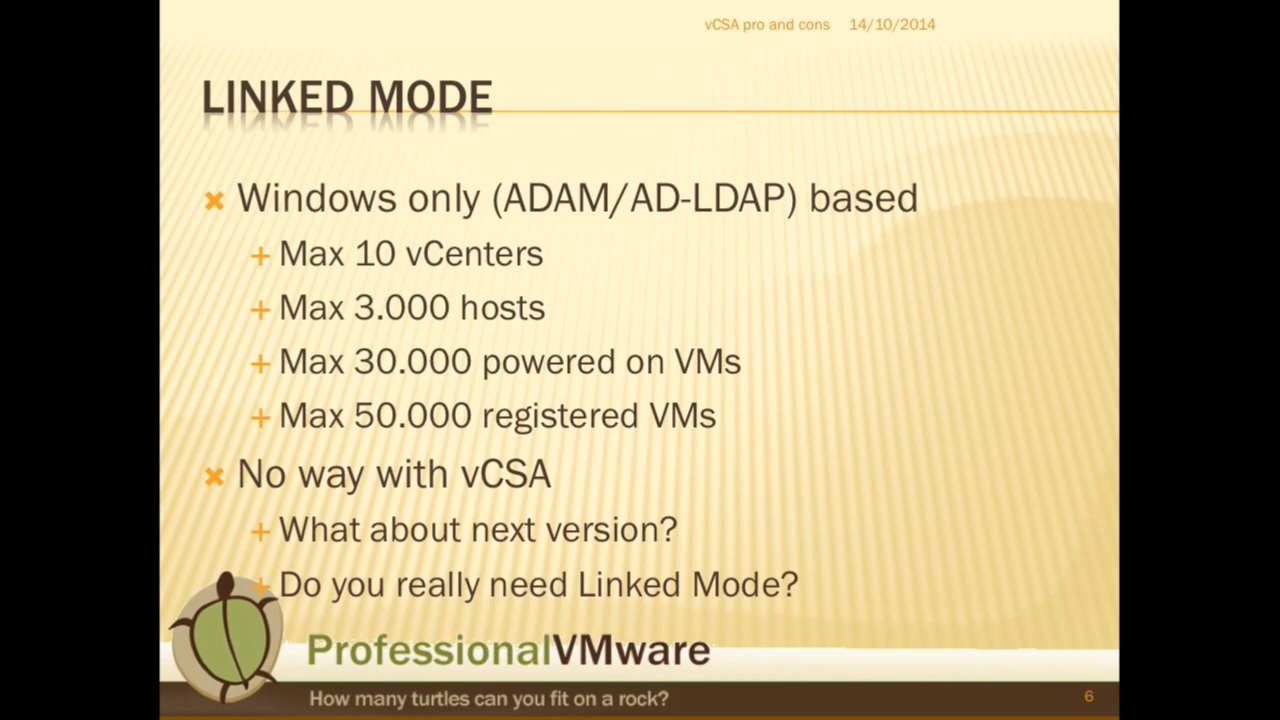 vCSA pro and cons 14/10/2014
LINKED MODE
Windows only (ADAM/AD-LDAP) based
Max 10 vCenters
Max 3.000 hosts
Max 30.000 powered on VMs
Max 50.000 registered VMs
No way with vCSA
What about next version?
Do you really need Linked Mode?
ProfessionalVMware
How many turtles can you fit on a rock?
6